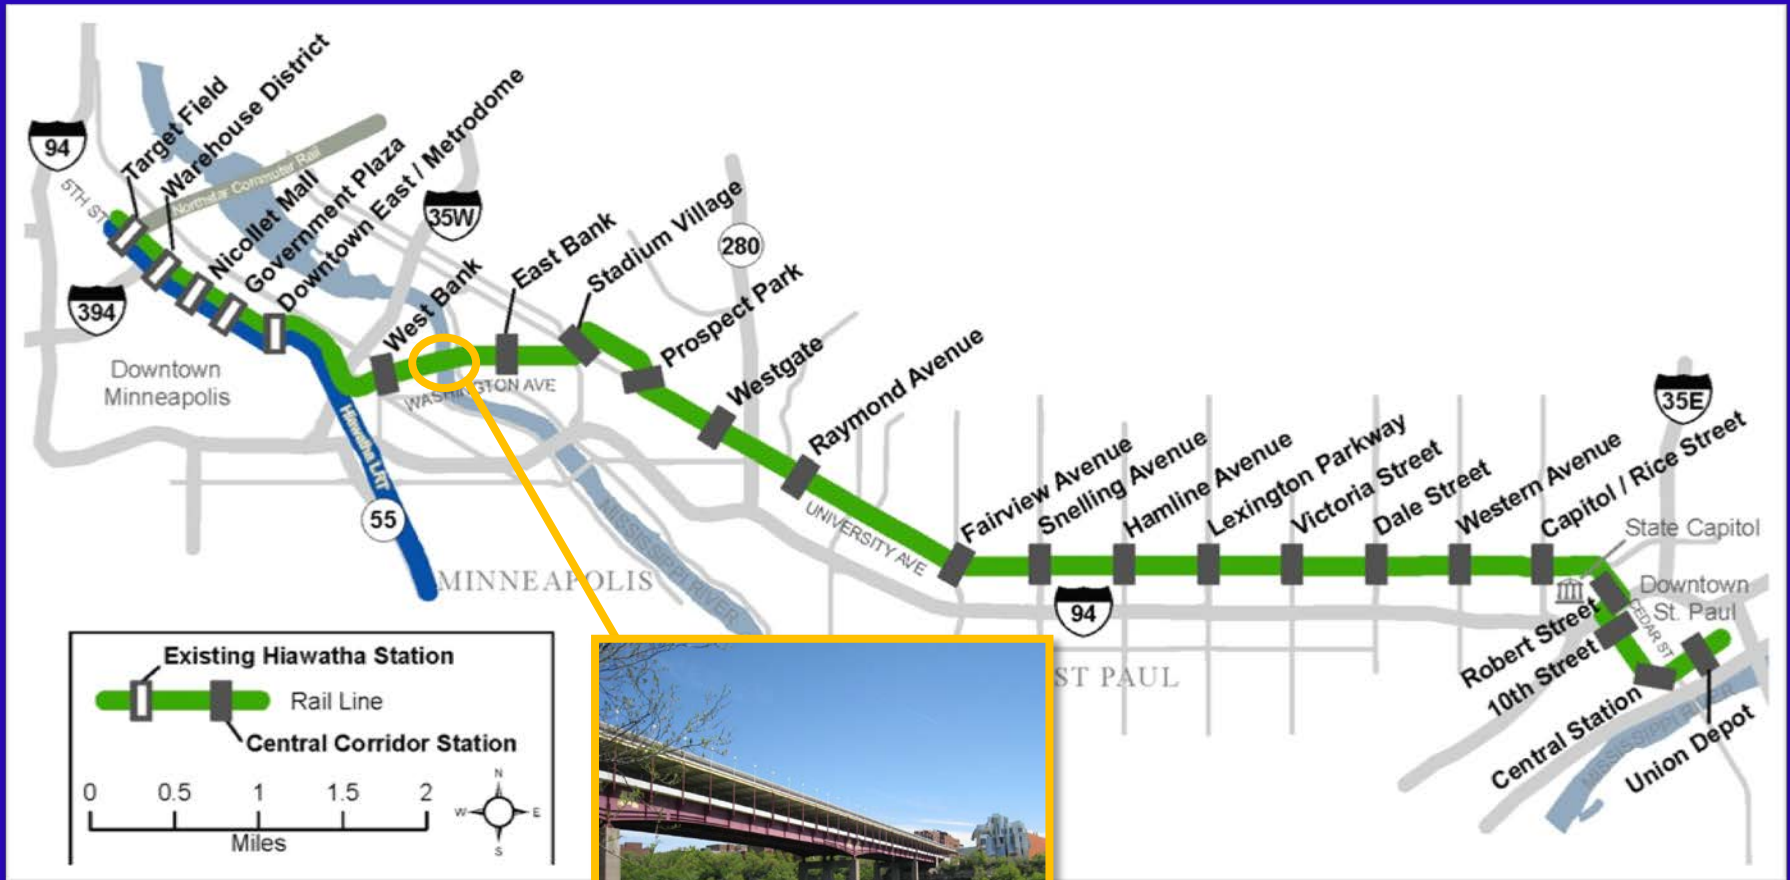 94
5TH ST
Target Field
Warehouse District
Northstar Commuter Rail
Nicollet Mall
Government Plaza
Downtown East / Metrodome
394
35W
Downtown
Minneapolis
West Bank
East Bank
Stadium Village
280
Prospect Park
WASHINGTON AVE
Westgate
Raymond Avenue
Hiawatha LRT
55
MINNEAPOLIS
MISSISSIPPI RIVER
UNIVERSITY AVE
Fairview Avenue
Snelling Avenue
Hamline Avenue
Lexington Parkway
Victoria Street
Dale Street
Western Avenue
Capitol / Rice Street
35E
State Capitol
Downtown
St. Paul
94
ST PAUL
CEDAR ST
Robert Street
10th Street
Central Station
Union Depot
MISSISSIPPI RIVER
Existing Hiawatha Station
Rail Line
Central Corridor Station
0 0.5 1 1.5 2
Miles
N
W E
S